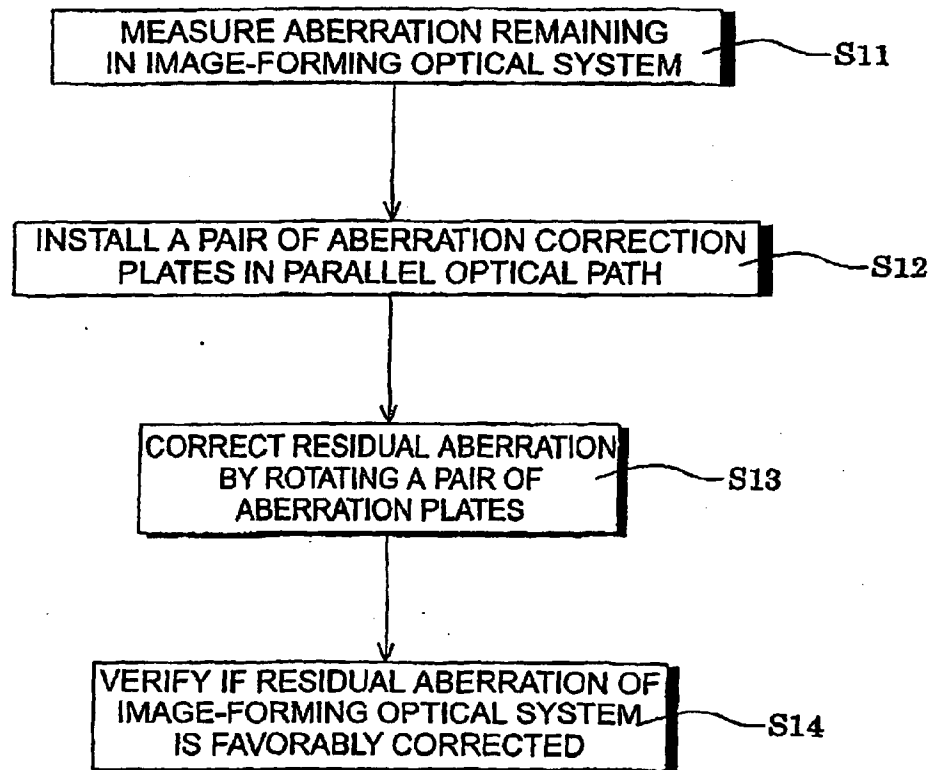 MEASURE ABERRATION REMAINING
IN IMAGE-FORMING OPTICAL SYSTEM
S11
INSTALL A PAIR OF ABERRATION CORRECTION
PLATES IN PARALLEL OPTICAL PATH
S12
CORRECT RESIDUAL ABERRATION
BY ROTATING A PAIR OF
ABERRATION PLATES
S13
VERIFY IF RESIDUAL ABERRATION OF
IMAGE-FORMING OPTICAL SYSTEM
IS FAVORABLY CORRECTED
S14